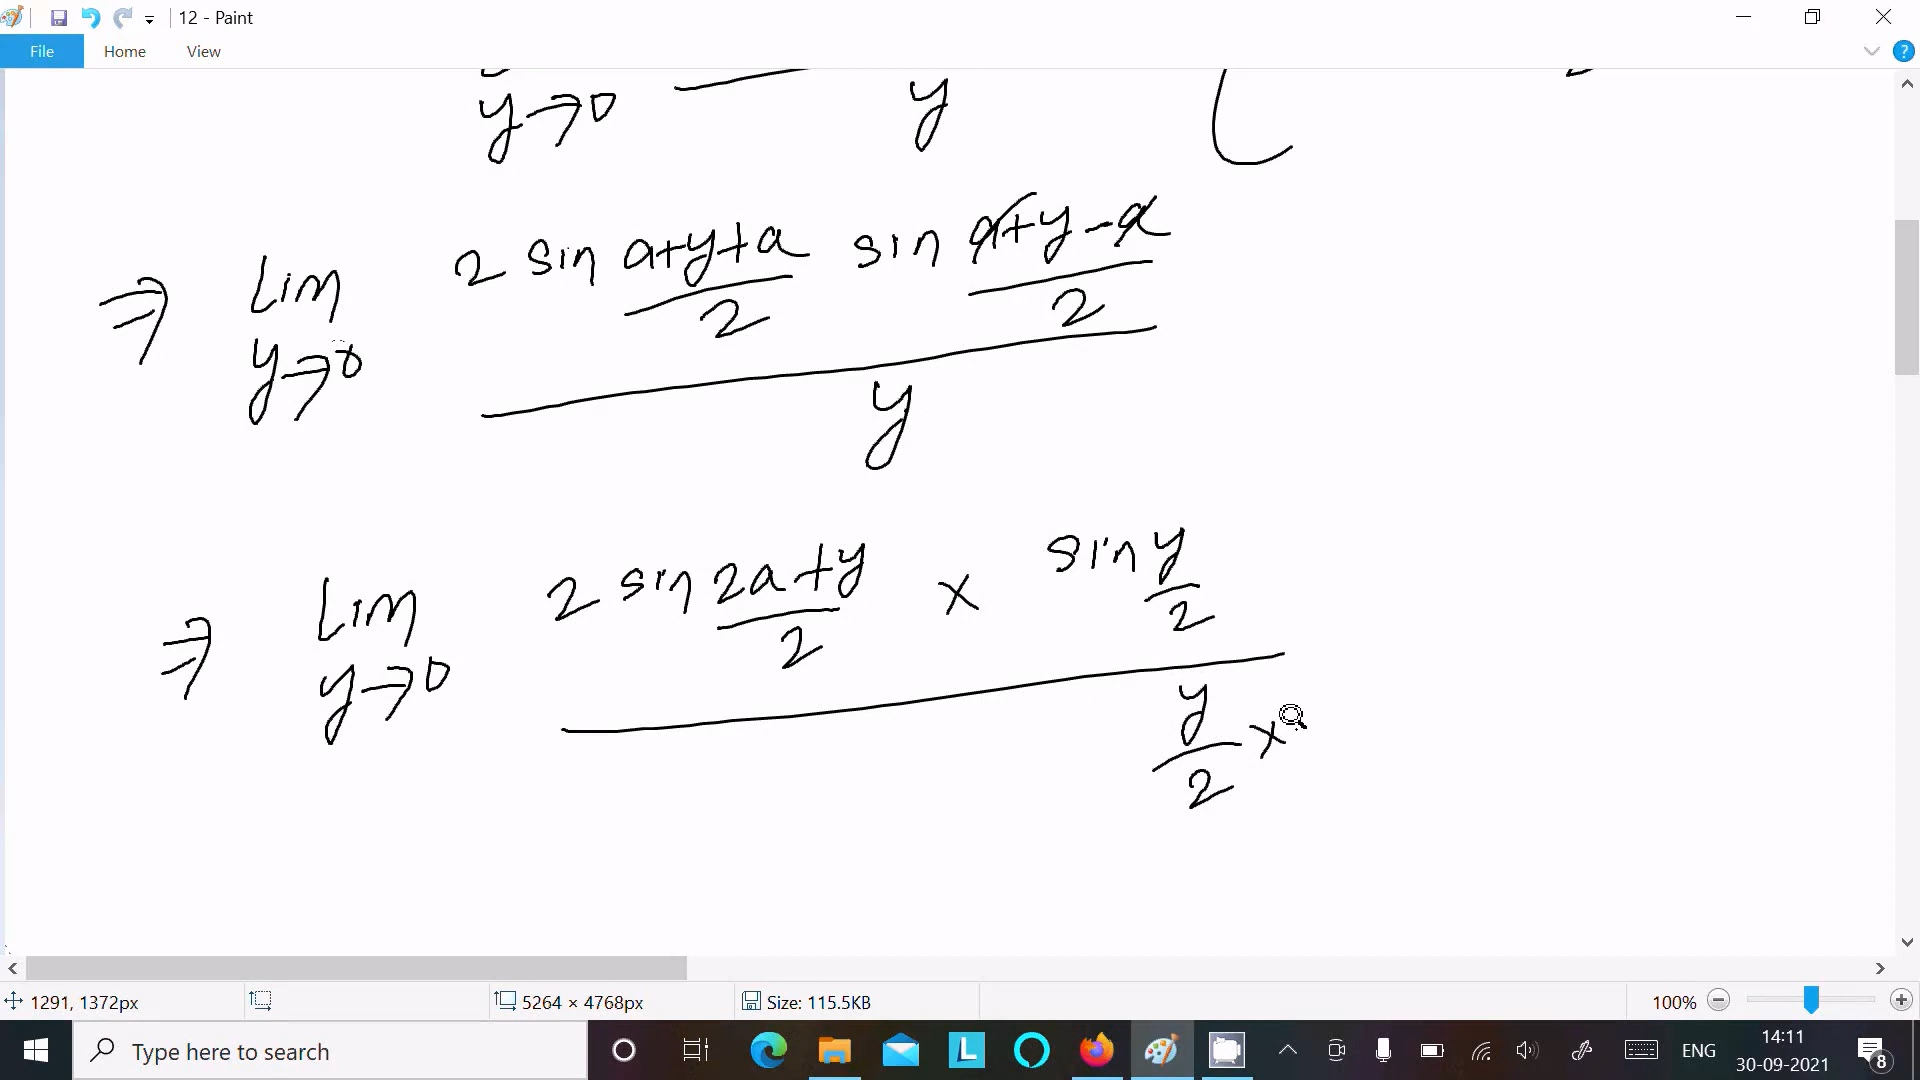 12 - Paint
File Home View
y→0 y
⇒ Lim 2 sin a+y+a/2 sin a+y-a/2
y→0 y
⇒ Lim 2 sin 2a+y/2 × sin y/2
y→0 y/2 ×
1291, 1372px 5264 × 4768px Size: 115.5KB 100%
Type here to search L ENG 14:11
30-09-2021 8